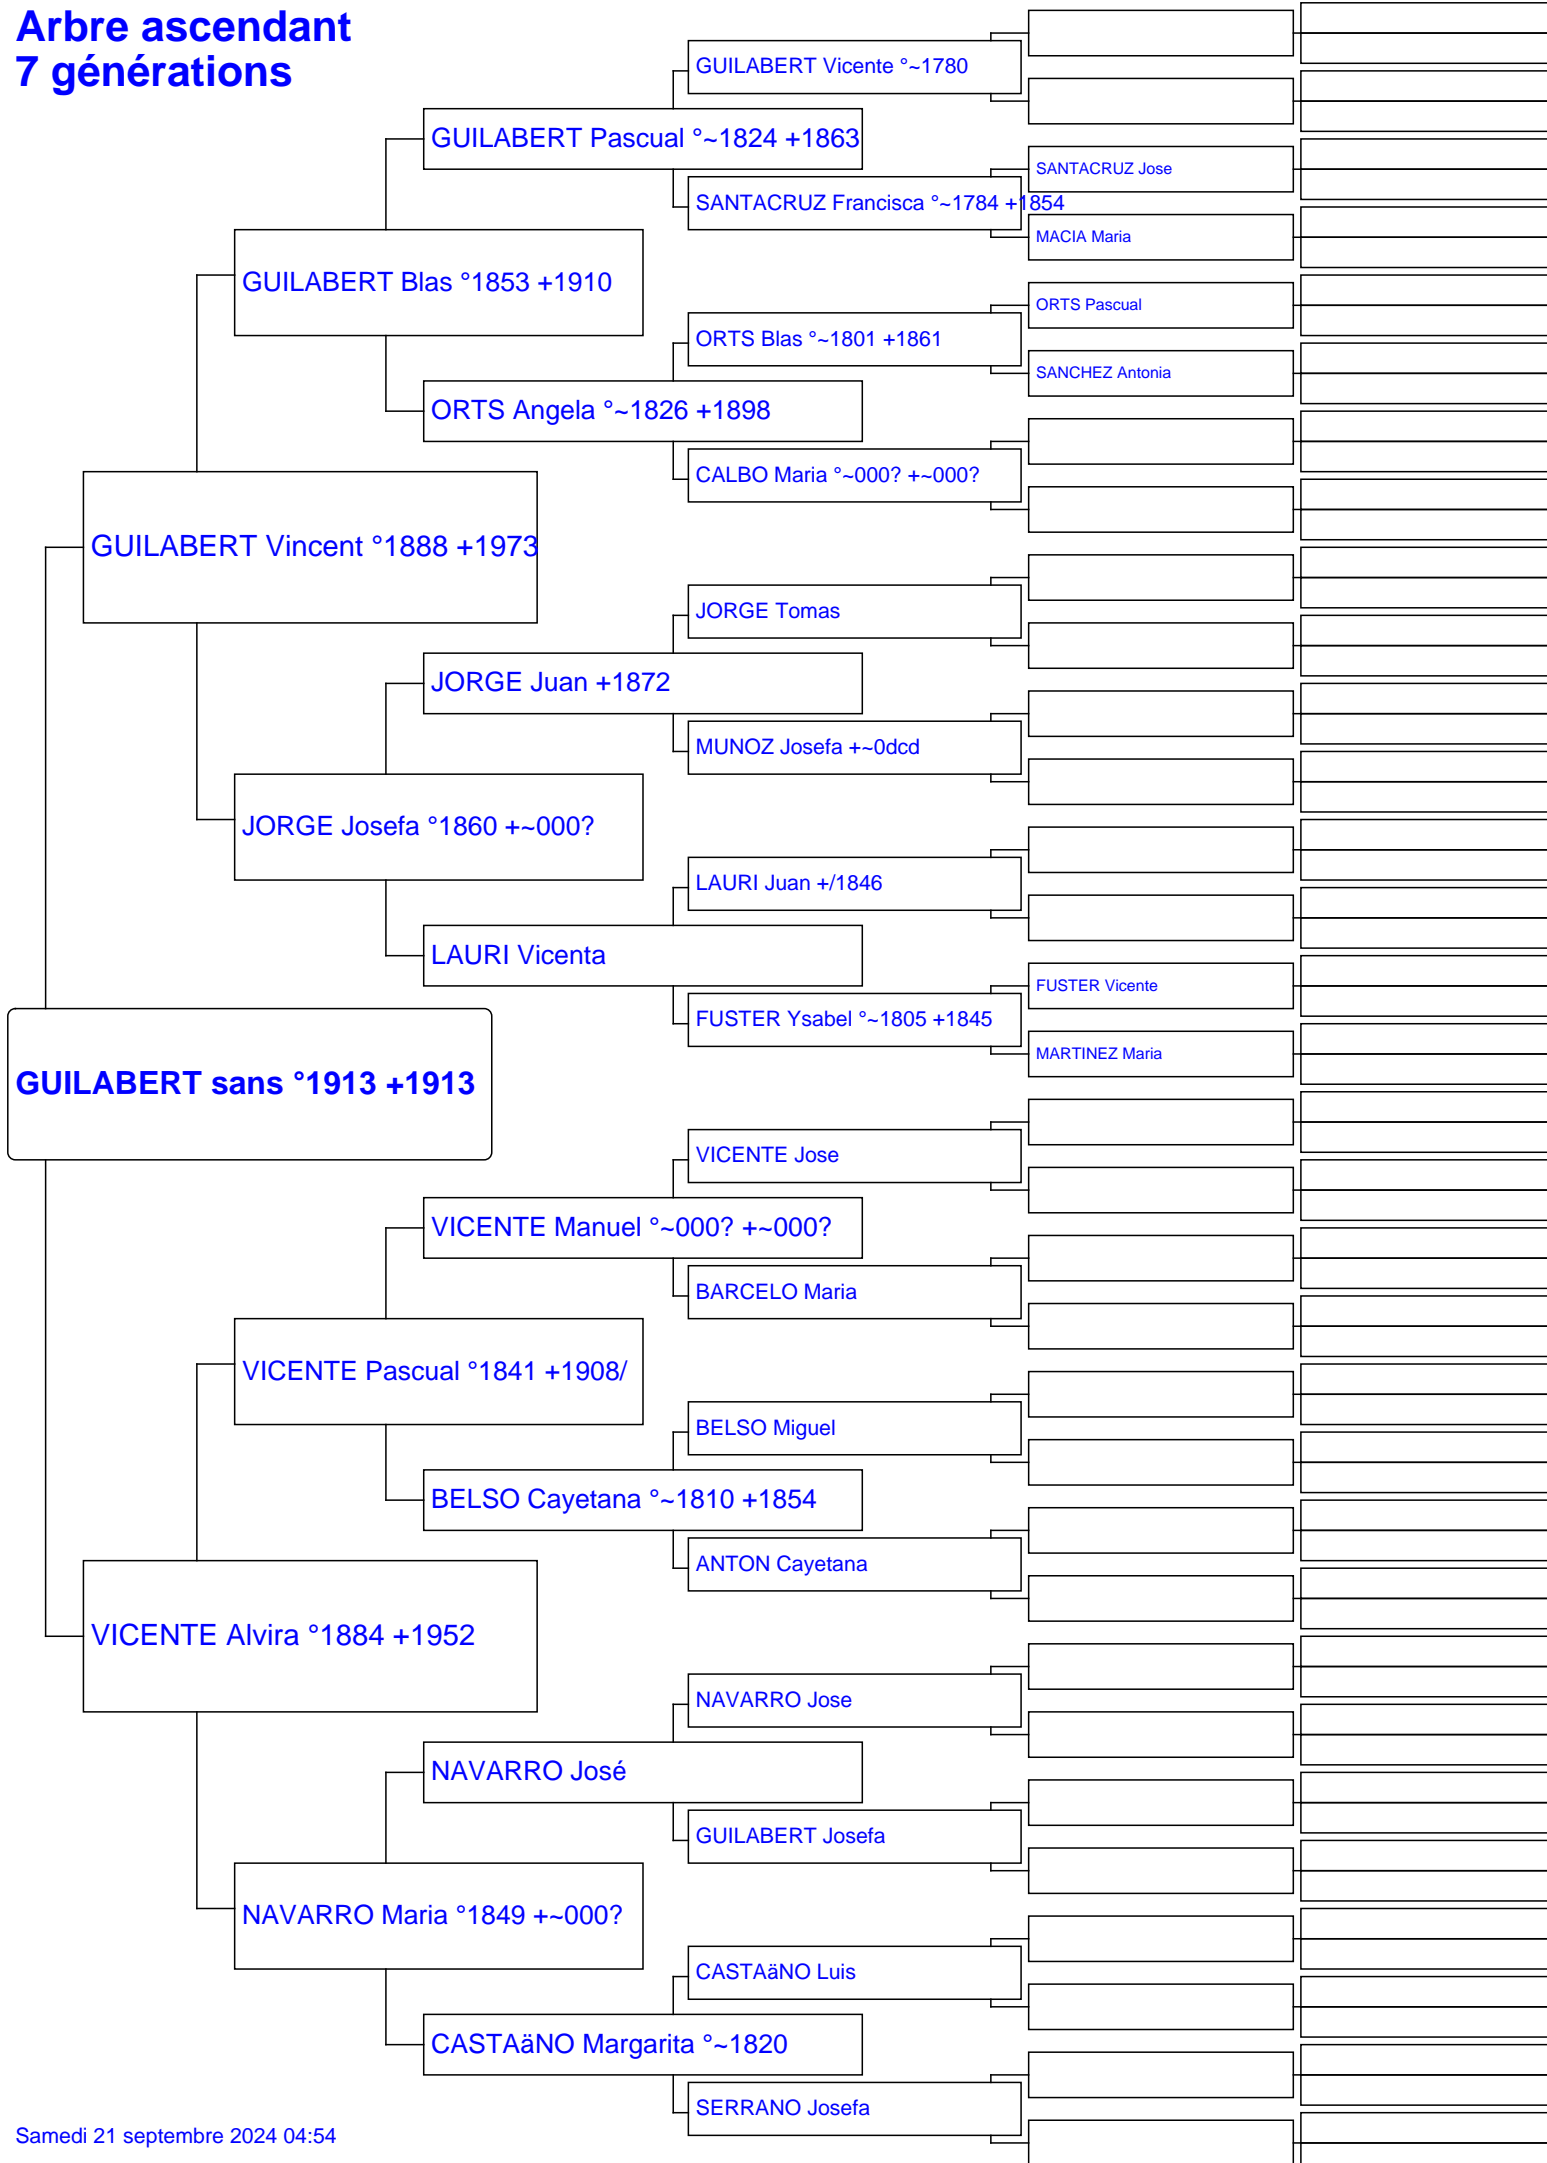 Arbre ascendant
7 générations
GUILABERT Vicente °~1780
GUILABERT Pascual °~1824 +1863
SANTACRUZ Jose
SANTACRUZ Francisca °~1784 +1854
MACIA Maria
GUILABERT Blas °1853 +1910
ORTS Pascual
ORTS Blas °~1801 +1861
SANCHEZ Antonia
ORTS Angela °~1826 +1898
CALBO Maria °~000? +~000?
GUILABERT Vincent °1888 +1973
JORGE Tomas
JORGE Juan +1872
MUNOZ Josefa +~0dcd
JORGE Josefa °1860 +~000?
LAURI Juan +/1846
LAURI Vicenta
FUSTER Vicente
FUSTER Ysabel °~1805 +1845
MARTINEZ Maria
GUILABERT sans °1913 +1913
VICENTE Jose
VICENTE Manuel °~000? +~000?
BARCELO Maria
VICENTE Pascual °1841 +1908/
BELSO Miguel
BELSO Cayetana °~1810 +1854
ANTON Cayetana
VICENTE Alvira °1884 +1952
NAVARRO Jose
NAVARRO José
GUILABERT Josefa
NAVARRO Maria °1849 +~000?
CASTAäNO Luis
CASTAäNO Margarita °~1820
SERRANO Josefa
Samedi 21 septembre 2024 04:54